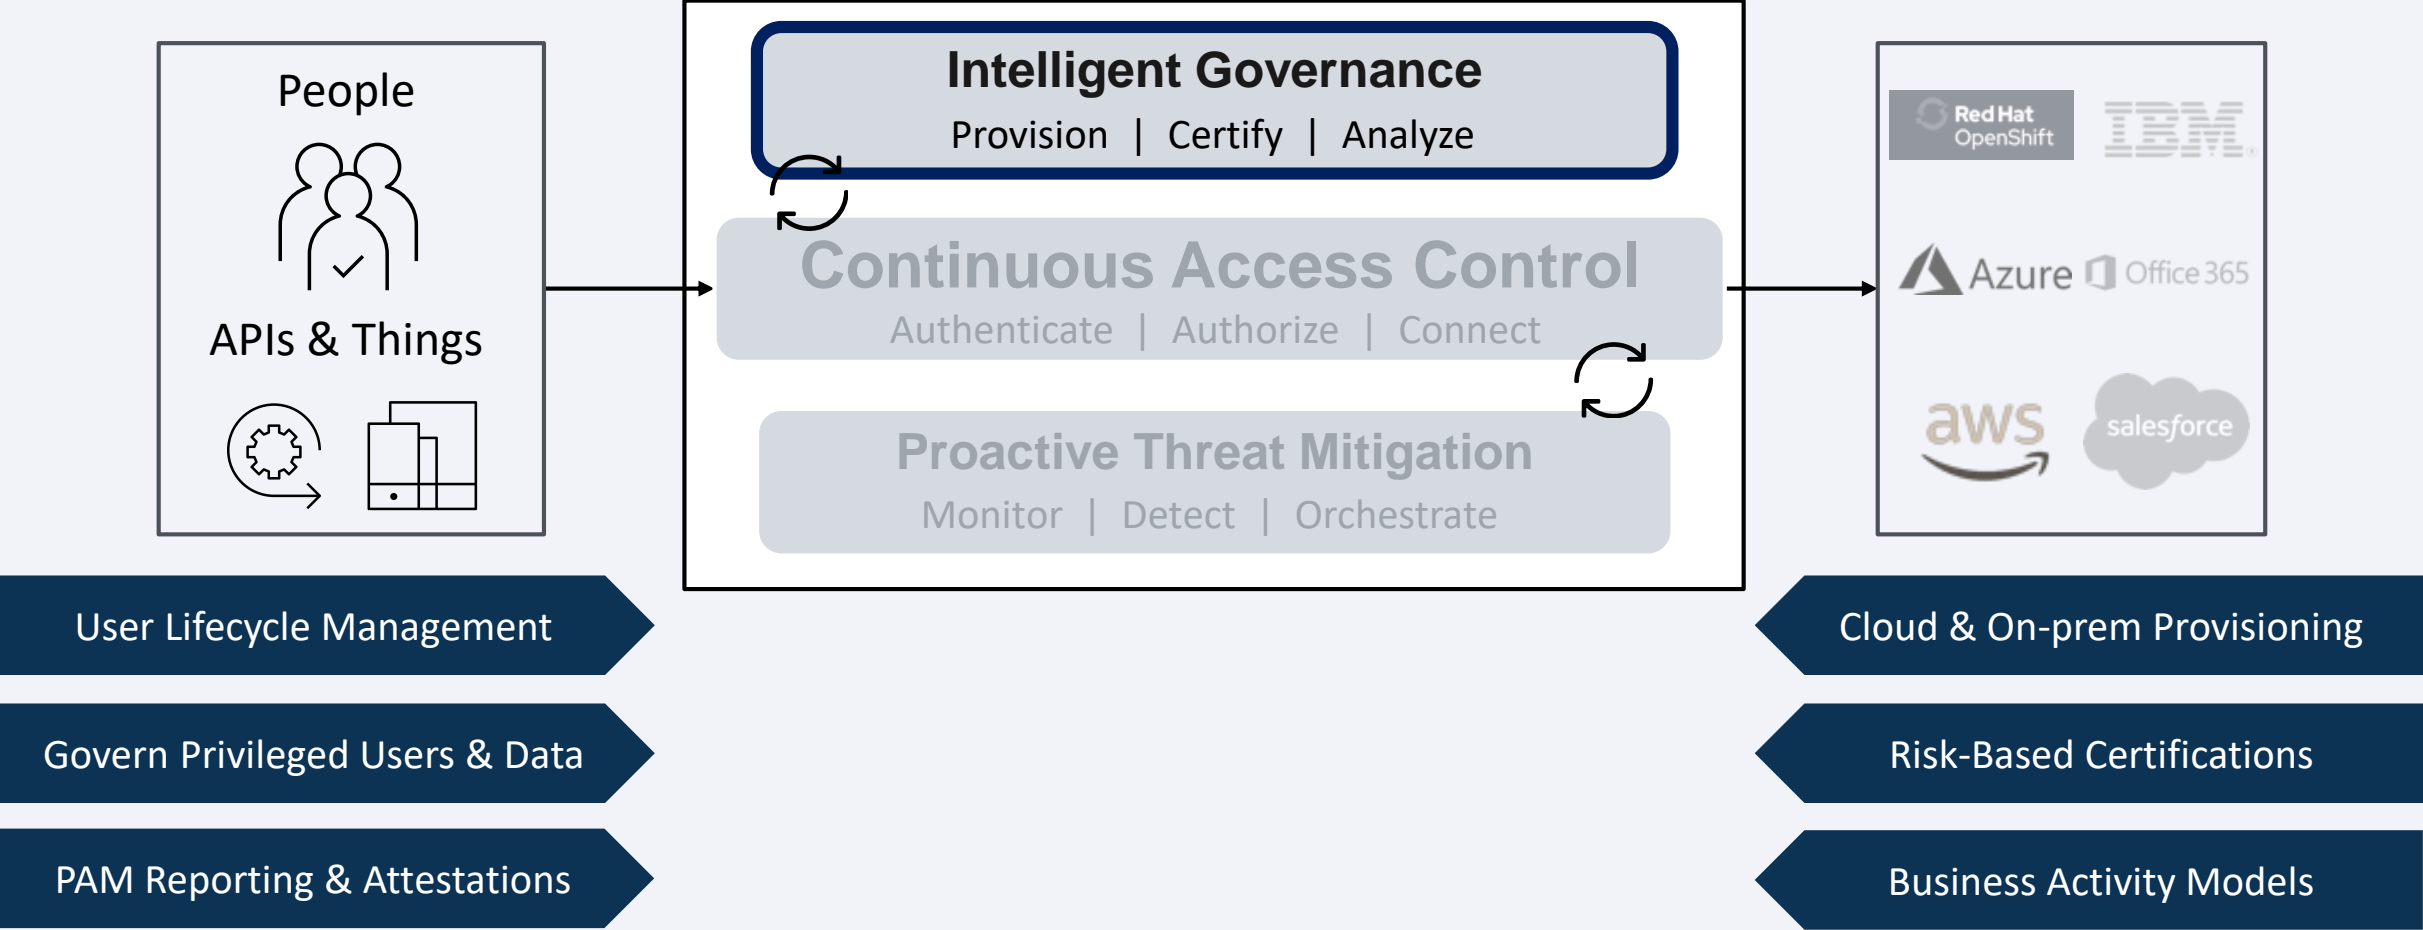 People
APIs & Things
Intelligent Governance
Provision | Certify | Analyze
Continuous Access Control
Authenticate | Authorize | Connect
Proactive Threat Mitigation
Monitor | Detect | Orchestrate
Red Hat
OpenShift
IBM®
Azure
Office 365
aws
salesforce
User Lifecycle Management
Govern Privileged Users & Data
PAM Reporting & Attestations
Cloud & On-prem Provisioning
Risk-Based Certifications
Business Activity Models